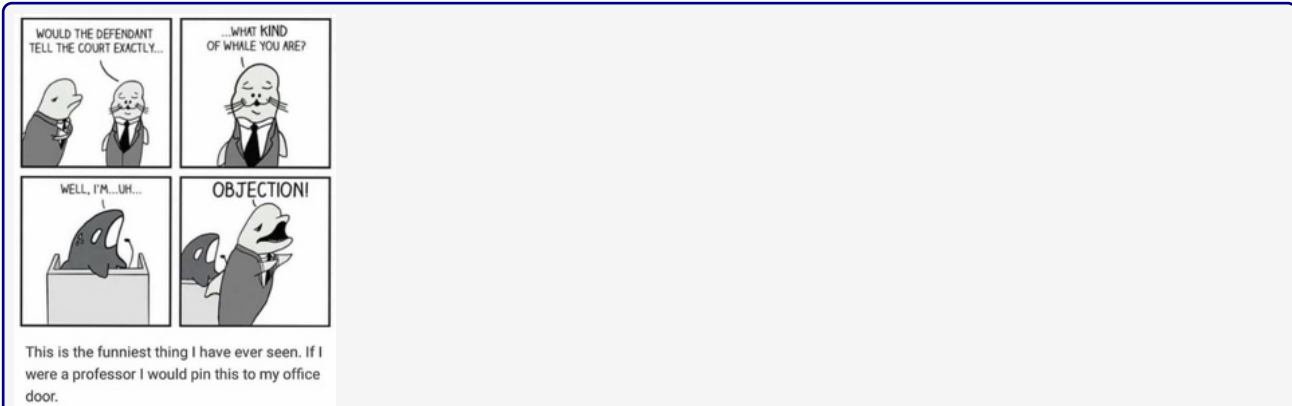 WOULD THE DEFENDANT
TELL THE COURT EXACTLY...
...WHAT KIND
OF WHALE YOU ARE?
WELL, I'M...UH...
OBJECTION!
This is the funniest thing I have ever seen. If I
were a professor I would pin this to my office
door.